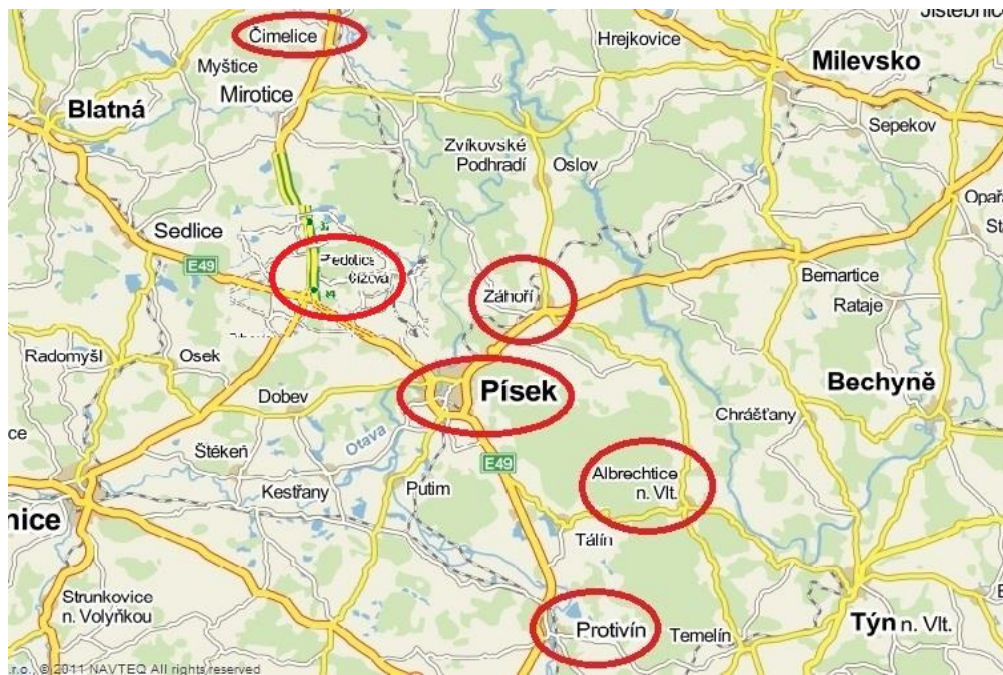 Čimelice
Hrejkovice
Milevsko
Myštice
Mirotice
Blatná
Sepekov
Zvíkovské
Podhradí
Oslov
Sedlice
E49
Čížová
Záhoří
Bernartice
Rataje
Radomyšl
Osek
Písek
Bechyně
Dobev
Chrášťany
Otava
Štěkeň
E49
Albrechtice
n. Vlt.
Kestřany
Putim
nice
Tálín
Strunkovice
n. Volyňkou
Protivín
Temelín
Týn n. Vlt.
r.o., © 2011 NAVTEQ All rights reserved